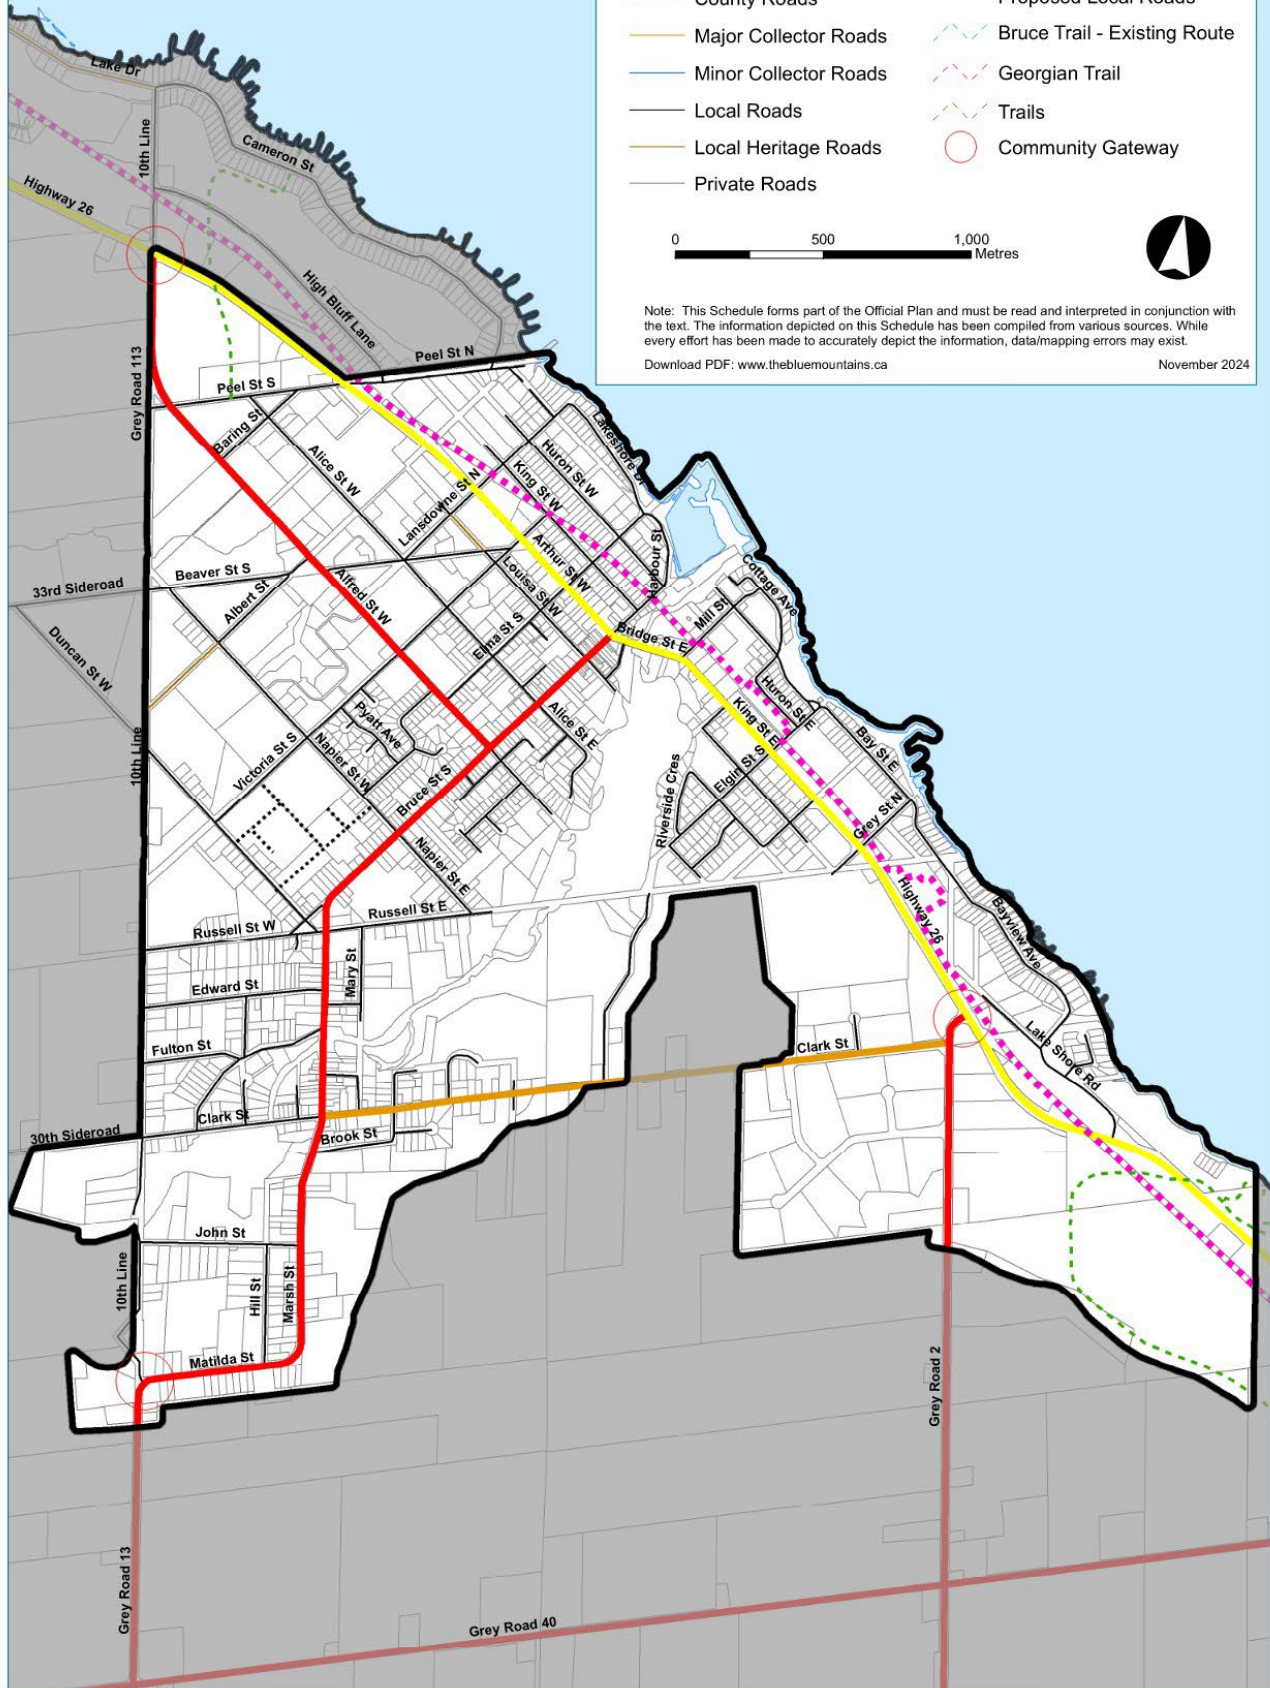 County Roads
Proposed Local Roads
Major Collector Roads
Bruce Trail - Existing Route
Minor Collector Roads
Georgian Trail
Local Roads
Trails
Local Heritage Roads
Community Gateway
Private Roads
0 500 1,000
Metres
Note: This Schedule forms part of the Official Plan and must be read and interpreted in conjunction with
the text. The information depicted on this Schedule has been compiled from various sources. While
every effort has been made to accurately depict the information, data/mapping errors may exist.
Download PDF: www.thebluemountains.ca
November 2024
Lake Dr
10th Line
Cameron St
Highway 26
High Bluff Lane
Peel St N
Grey Road 113
Peel St S
Baring St
Alice St W
Lansdowne St N
King St W
Huron St W
Lakeshore Dr
Arthur St W
Louisa St W
Harbour St
Cottage Ave
Mill St
Bridge St E
33rd Sideroad
Beaver St S
Albert St
Alfred St W
Elma St S
Duncan St W
Pyatt Ave
Alice St E
Huron St E
King St E
Bay St E
10th Line
Victoria St S
Napier St W
Bruce St S
Riverside Cres
Elgin St S
Grey St N
Napier St E
Highway 26
Russell St E
Russell St W
Bayview Ave
Mary St
Edward St
Fulton St
Clark St
Lake Shore Rd
Clark St
30th Sideroad
Brook St
John St
10th Line
Hill St
Marsh St
Matilda St
Grey Road 2
Grey Road 13
Grey Road 40